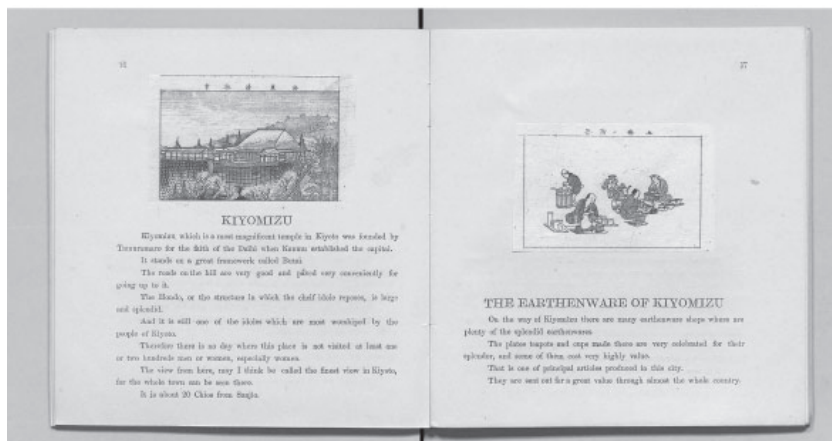 KIYOMIZU
Kiyomizu, which is a most magnificent temple in Kiyoto was founded by
for the faith of the Daibi when Kanmu established the capital.
It stands on a great framework called Butai
The roads on the hill are very good and placed very conveniently for
going up to it.
The Hondo, or the structure in which the cheif idole reposes, is large
and splendid.
And it is still one of the idoles which are most worshiped by the
people of Kiyoto.
Therefore there is no day where this place is not visited at least one
or two hundreds men or women, especially women.
The view from here, may I think be called the finest view in Kiyoto,
for the whole town can be seen there.
It is about 20 Chios from Sanjio.
THE EARTHENWARE OF KIYOMIZU
On the way of Kiyomizu there are many earthenware shops where are
plenty of the splendid earthenwares.
The plates teapots and cups made there are very celebrated for their
splendor, and some of them cost very highly value.
That is one of principal articles produced in this city.
They are sent out for a great value through almost the whole country.